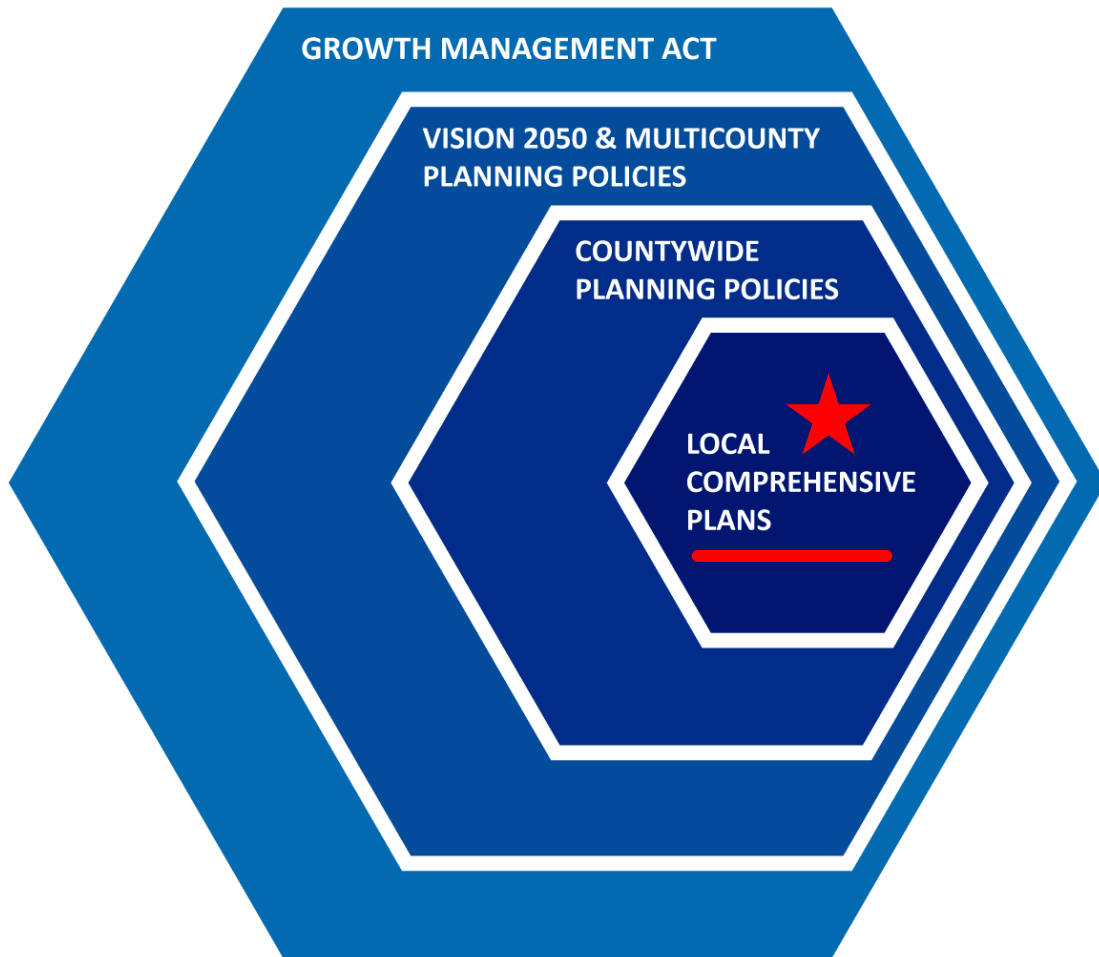 GROWTH MANAGEMENT ACT
VISION 2050 & MULTICOUNTY
PLANNING POLICIES
COUNTYWIDE
PLANNING POLICIES
LOCAL
COMPREHENSIVE
PLANS